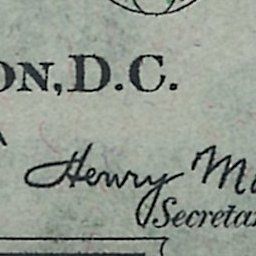 ON, D.C.
Henry M
Secreta